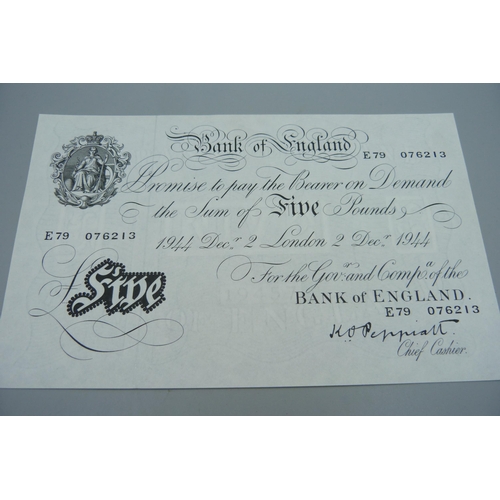 Bank of England
E79 076213
I Promise to pay the Bearer on Demand
the Sum of Five Pounds
E79 076213
1944 Decr. 2 London 2 Decr. 1944
For the Govr. and Compa. of the
BANK of ENGLAND.
E79 076213
£ Five
K O Peppiatt
Chief Cashier.